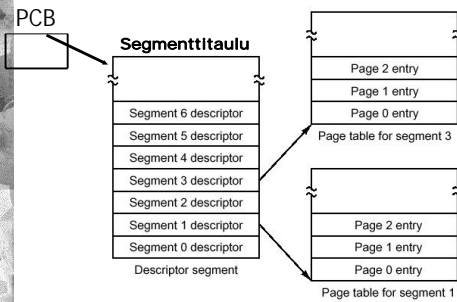 PCB
Segmenttitaulu
Segment 6 descriptor
Segment 5 descriptor
Segment 4 descriptor
Segment 3 descriptor
Segment 2 descriptor
Segment 1 descriptor
Segment 0 descriptor
Descriptor segment
Page 2 entry
Page 1 entry
Page 0 entry
Page table for segment 3
Page 2 entry
Page 1 entry
Page 0 entry
Page table for segment 1